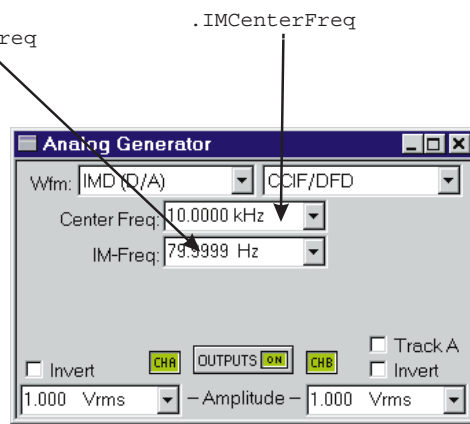 .IMCenterFreq
req
Analog Generator
Wfm: IMD (D/A) CCIF/DFD
Center Freq: 10.0000 kHz
IM-Freq: 79.9999 Hz
Track A
Invert CHA OUTPUTS ON CHB Invert
1.000 Vrms – Amplitude – 1.000 Vrms